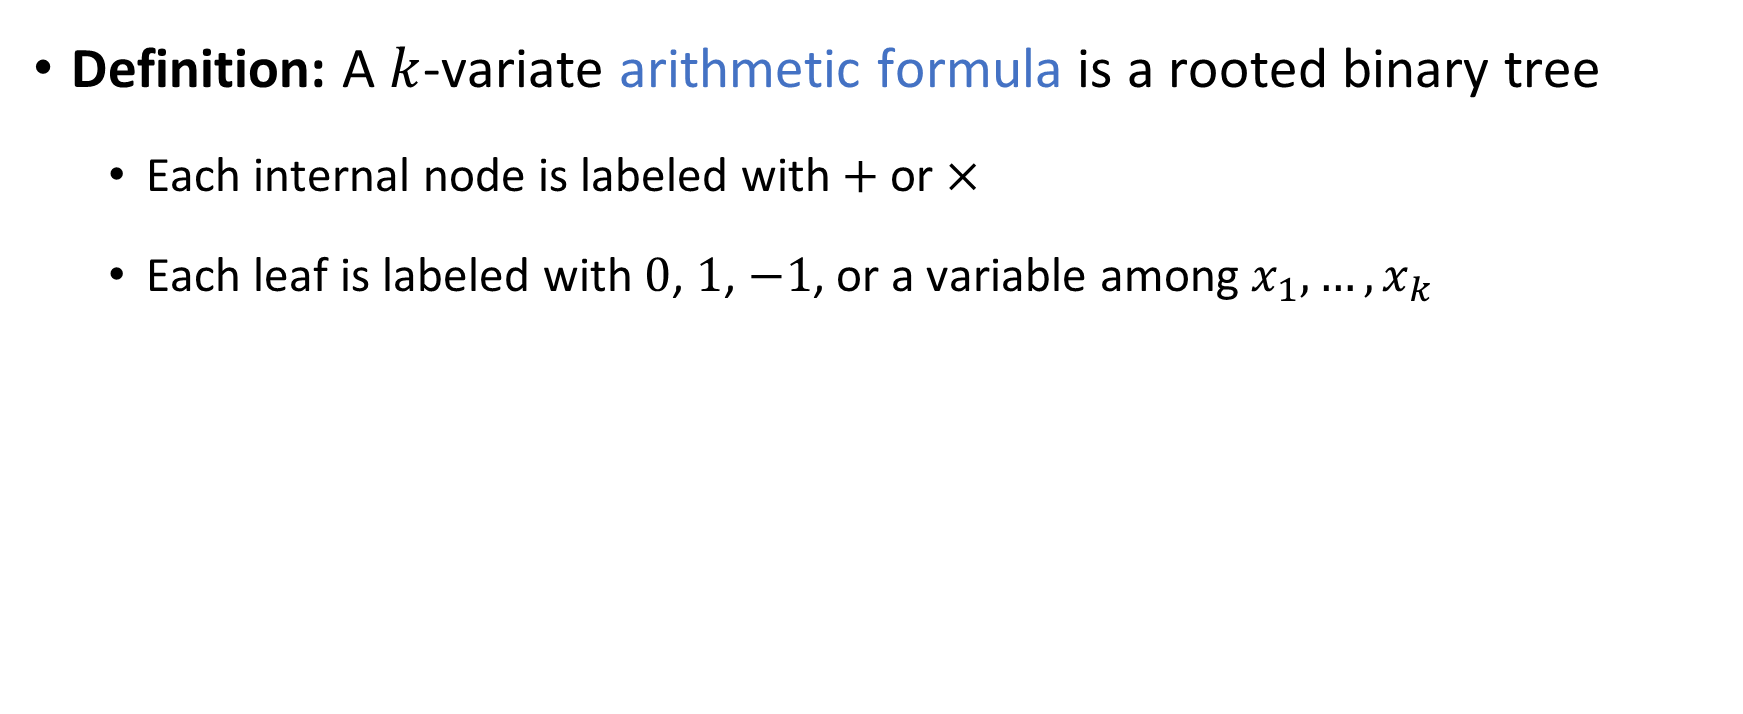 • Definition: A k-variate arithmetic formula is a rooted binary tree
• Each internal node is labeled with + or ×
• Each leaf is labeled with 0, 1, −1, or a variable among x₁, … , xₖ